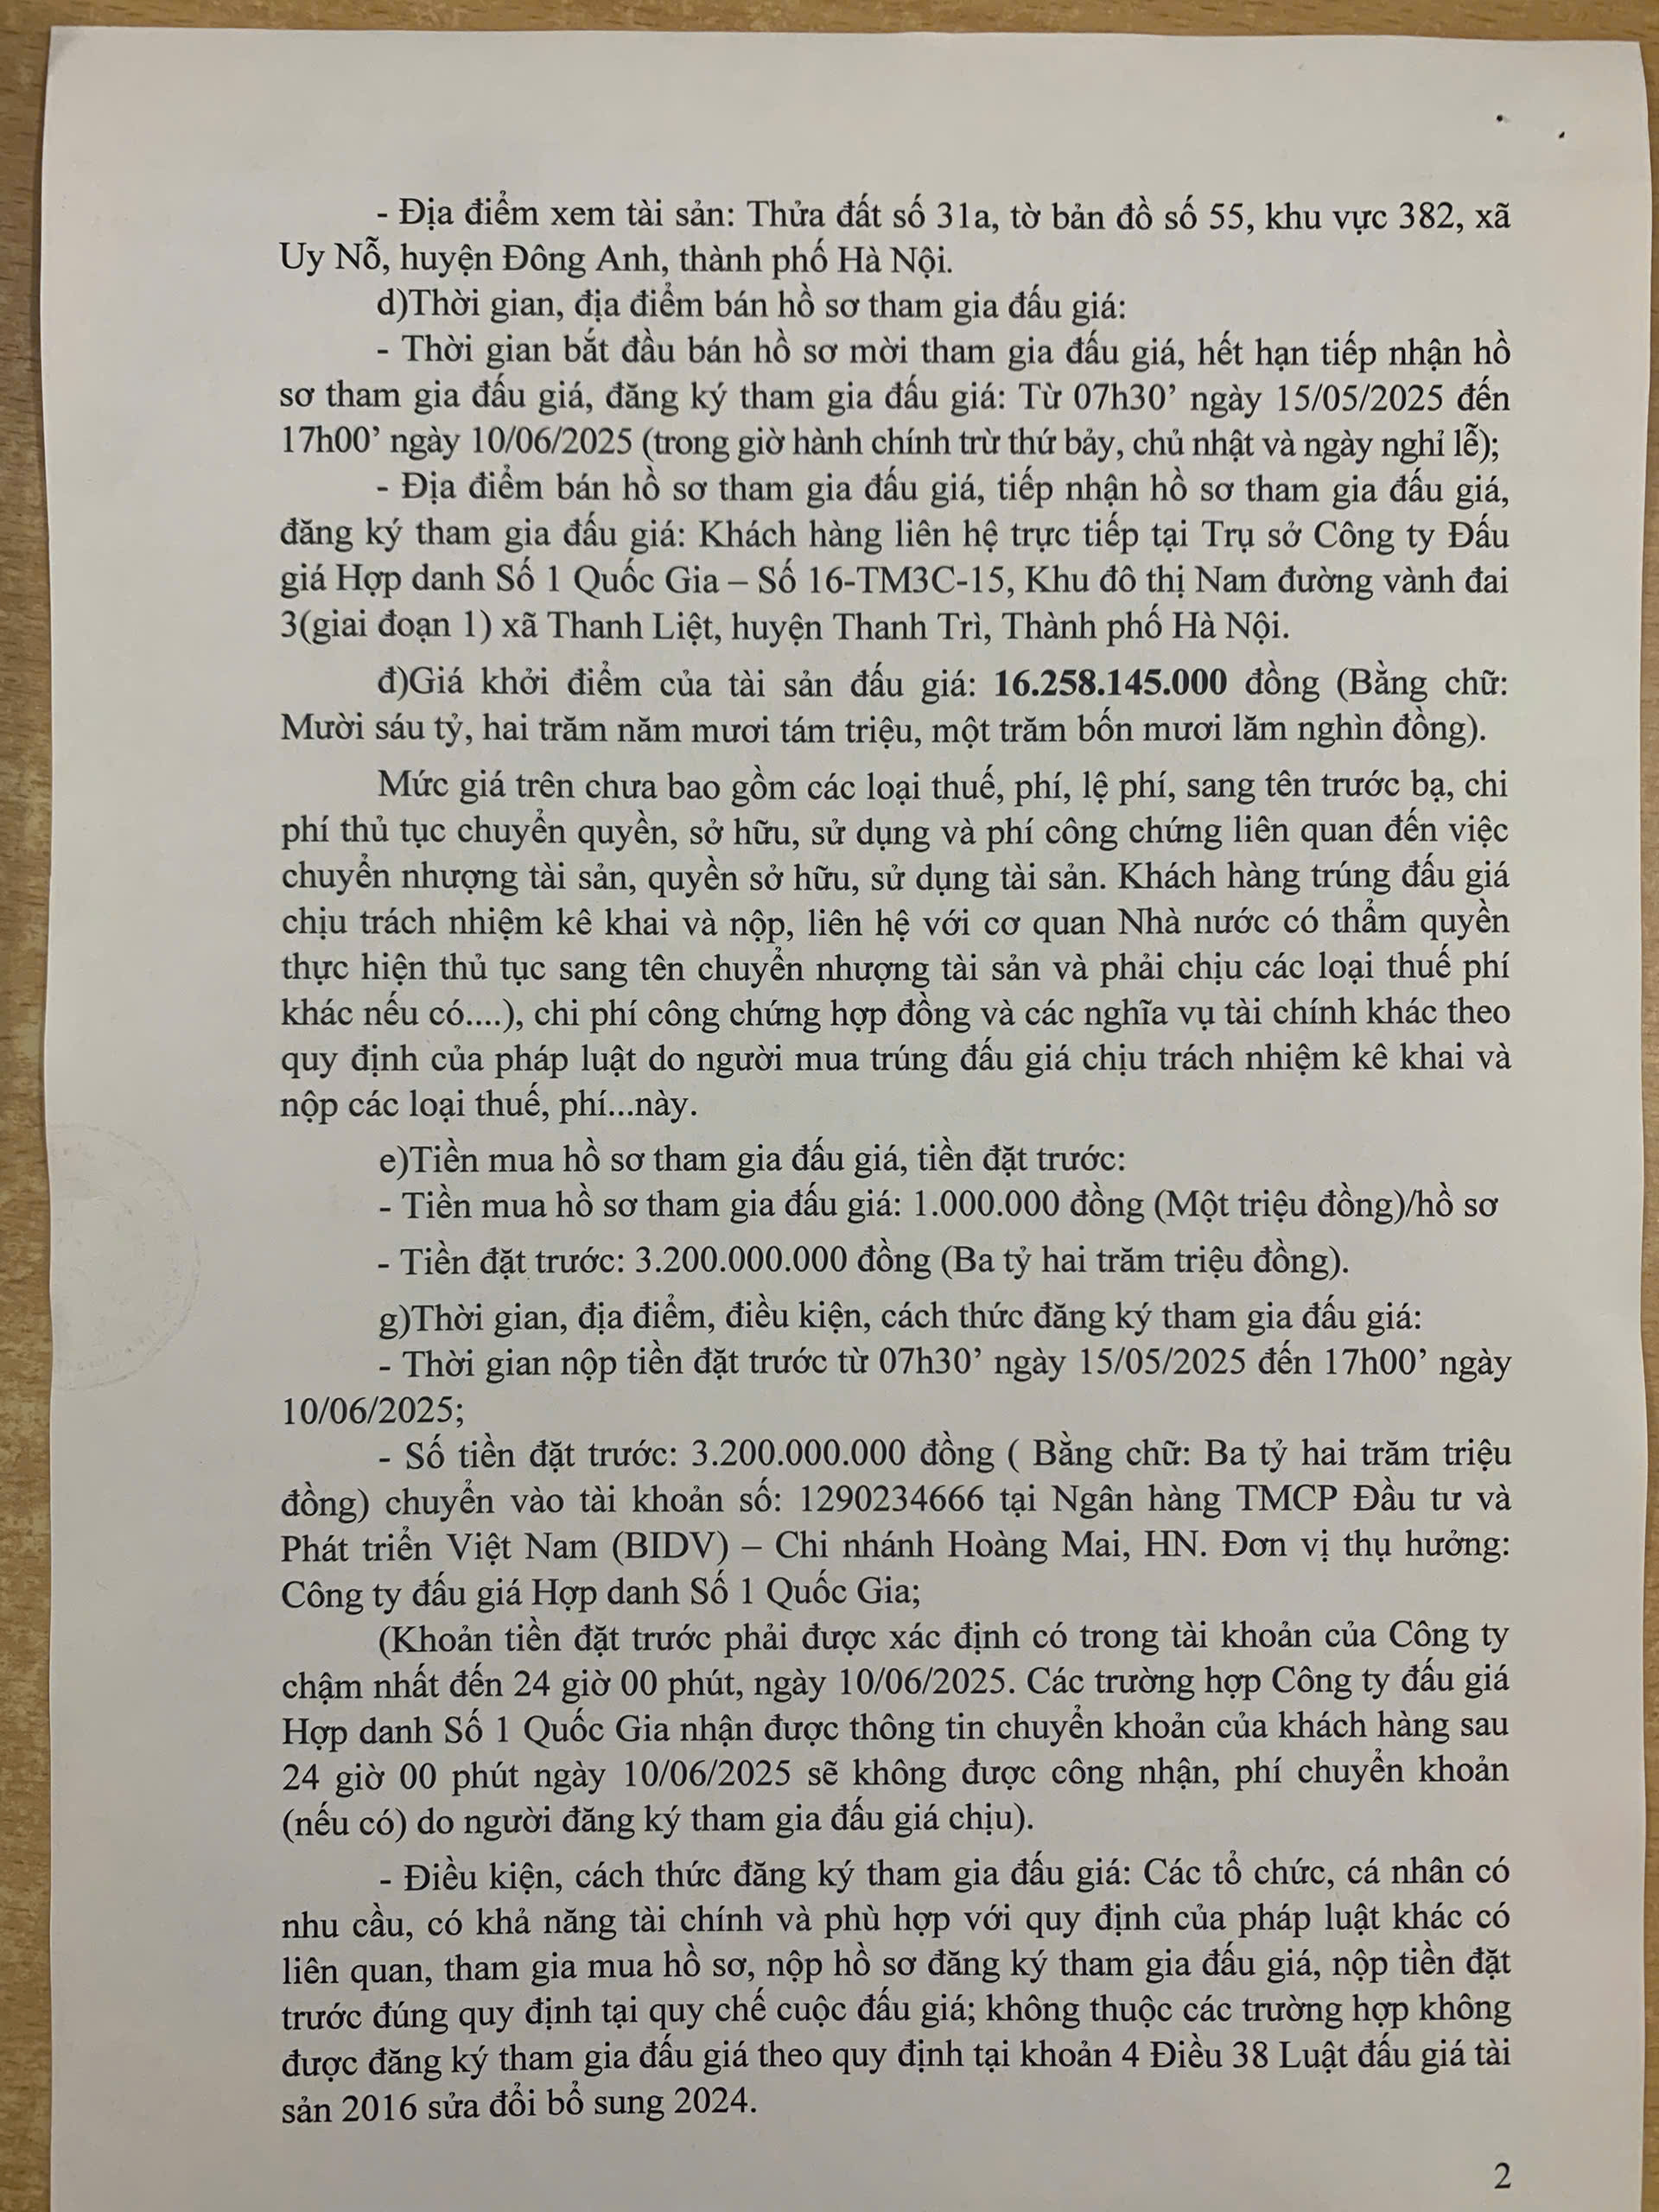 - Địa điểm xem tài sản: Thửa đất số 31a, tờ bản đồ số 55, khu vực 382, xã
Uy Nỗ, huyện Đông Anh, thành phố Hà Nội.
d)Thời gian, địa điểm bán hồ sơ tham gia đấu giá:
- Thời gian bắt đầu bán hồ sơ mời tham gia đấu giá, hết hạn tiếp nhận hồ
sơ tham gia đấu giá, đăng ký tham gia đấu giá: Từ 07h30’ ngày 15/05/2025 đến
17h00’ ngày 10/06/2025 (trong giờ hành chính trừ thứ bảy, chủ nhật và ngày nghỉ lễ);
- Địa điểm bán hồ sơ tham gia đấu giá, tiếp nhận hồ sơ tham gia đấu giá,
đăng ký tham gia đấu giá: Khách hàng liên hệ trực tiếp tại Trụ sở Công ty Đấu
giá Hợp danh Số 1 Quốc Gia – Số 16-TM3C-15, Khu đô thị Nam đường vành đai
3(giai đoạn 1) xã Thanh Liệt, huyện Thanh Trì, Thành phố Hà Nội.
đ)Giá khởi điểm của tài sản đấu giá: 16.258.145.000 đồng (Bằng chữ:
Mười sáu tỷ, hai trăm năm mươi tám triệu, một trăm bốn mươi lăm nghìn đồng).
Mức giá trên chưa bao gồm các loại thuế, phí, lệ phí, sang tên trước bạ, chi
phí thủ tục chuyển quyền, sở hữu, sử dụng và phí công chứng liên quan đến việc
chuyển nhượng tài sản, quyền sở hữu, sử dụng tài sản. Khách hàng trúng đấu giá
chịu trách nhiệm kê khai và nộp, liên hệ với cơ quan Nhà nước có thẩm quyền
thực hiện thủ tục sang tên chuyển nhượng tài sản và phải chịu các loại thuế phí
khác nếu có....), chi phí công chứng hợp đồng và các nghĩa vụ tài chính khác theo
quy định của pháp luật do người mua trúng đấu giá chịu trách nhiệm kê khai và
nộp các loại thuế, phí...này.
e)Tiền mua hồ sơ tham gia đấu giá, tiền đặt trước:
- Tiền mua hồ sơ tham gia đấu giá: 1.000.000 đồng (Một triệu đồng)/hồ sơ
- Tiền đặt trước: 3.200.000.000 đồng (Ba tỷ hai trăm triệu đồng).
g)Thời gian, địa điểm, điều kiện, cách thức đăng ký tham gia đấu giá:
- Thời gian nộp tiền đặt trước từ 07h30’ ngày 15/05/2025 đến 17h00’ ngày
10/06/2025;
- Số tiền đặt trước: 3.200.000.000 đồng ( Bằng chữ: Ba tỷ hai trăm triệu
đồng) chuyển vào tài khoản số: 1290234666 tại Ngân hàng TMCP Đầu tư và
Phát triển Việt Nam (BIDV) – Chi nhánh Hoàng Mai, HN. Đơn vị thụ hưởng:
Công ty đấu giá Hợp danh Số 1 Quốc Gia;
(Khoản tiền đặt trước phải được xác định có trong tài khoản của Công ty
chậm nhất đến 24 giờ 00 phút, ngày 10/06/2025. Các trường hợp Công ty đấu giá
Hợp danh Số 1 Quốc Gia nhận được thông tin chuyển khoản của khách hàng sau
24 giờ 00 phút ngày 10/06/2025 sẽ không được công nhận, phí chuyển khoản
(nếu có) do người đăng ký tham gia đấu giá chịu).
- Điều kiện, cách thức đăng ký tham gia đấu giá: Các tổ chức, cá nhân có
nhu cầu, có khả năng tài chính và phù hợp với quy định của pháp luật khác có
liên quan, tham gia mua hồ sơ, nộp hồ sơ đăng ký tham gia đấu giá, nộp tiền đặt
trước đúng quy định tại quy chế cuộc đấu giá; không thuộc các trường hợp không
được đăng ký tham gia đấu giá theo quy định tại khoản 4 Điều 38 Luật đấu giá tài
sản 2016 sửa đổi bổ sung 2024.
2